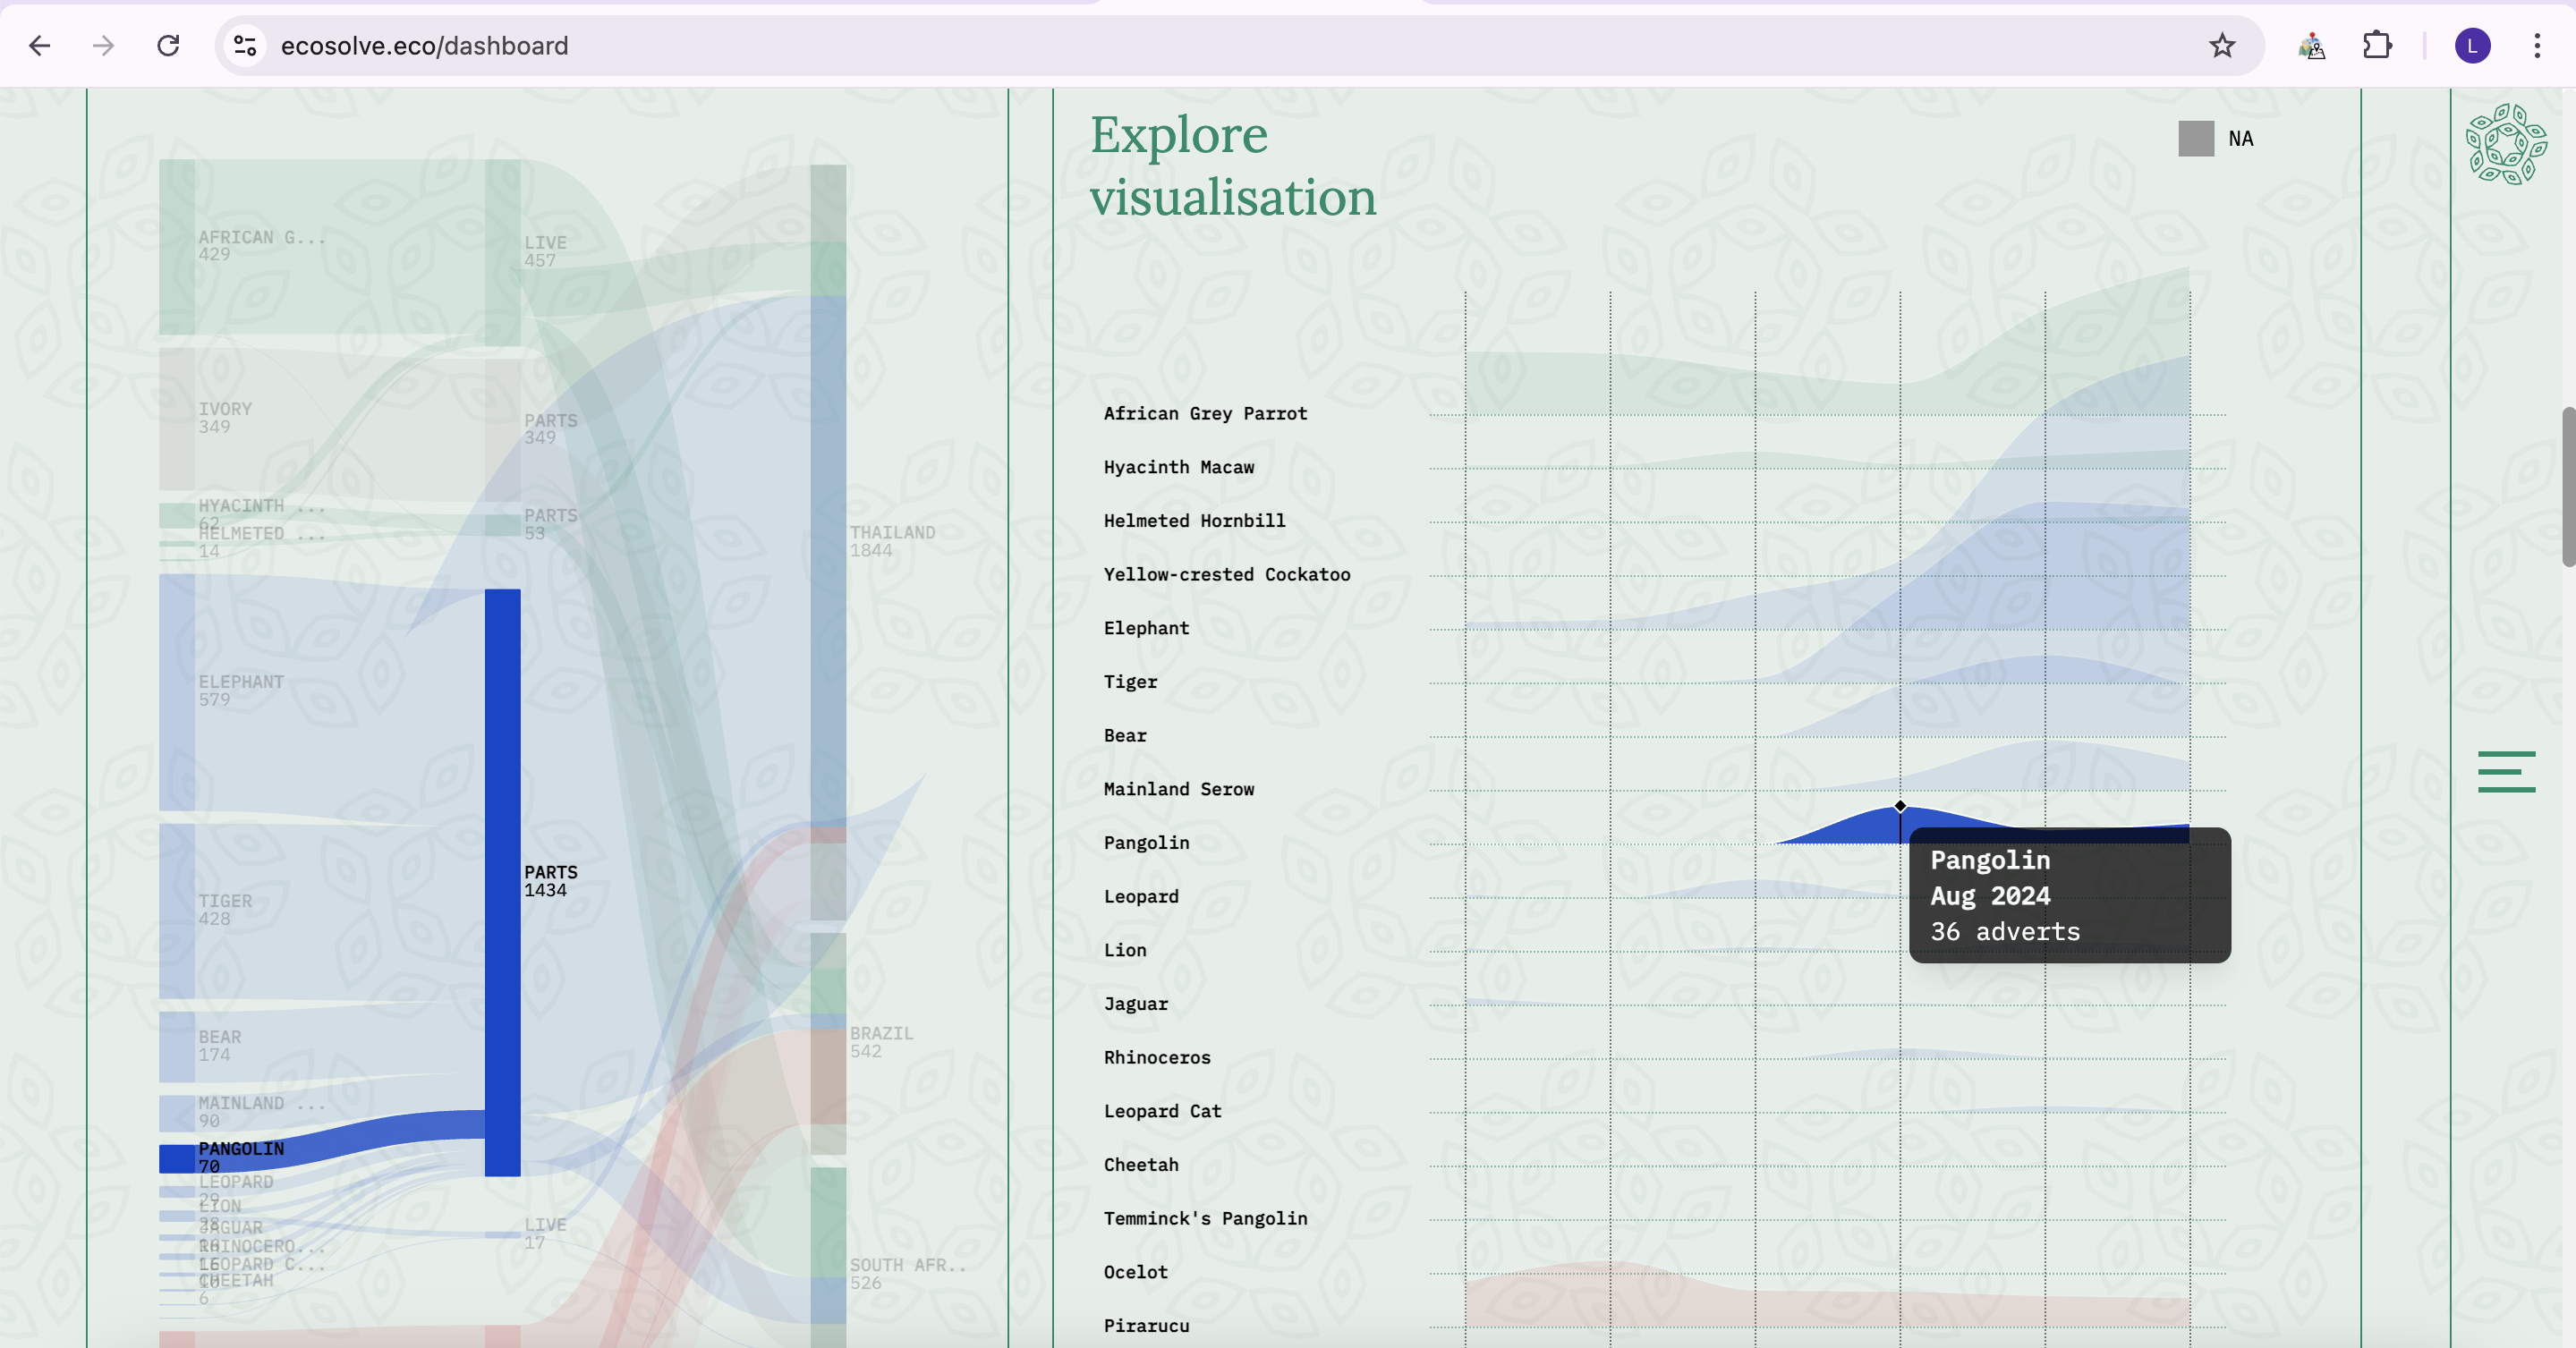 ecosolve.eco/dashboard
L
AFRICAN G...
429
LIVE
457
IVORY
349
PARTS
349
HYACINTH ...
62
HELMETED ...
14
PARTS
53
THAILAND
1844
ELEPHANT
579
PARTS
1434
TIGER
428
BEAR
174
BRAZIL
542
MAINLAND ...
90
PANGOLIN
70
LEOPARD
29
LION
28
JAGUAR
RHINOCERO...
LEOPARD C...
CHEETAH
6
LIVE
17
SOUTH AFR..
526
Explore
visualisation
NA
African Grey Parrot
Hyacinth Macaw
Helmeted Hornbill
Yellow-crested Cockatoo
Elephant
Tiger
Bear
Mainland Serow
Pangolin
Leopard
Lion
Jaguar
Rhinoceros
Leopard Cat
Cheetah
Temminck's Pangolin
Ocelot
Pirarucu
Pangolin
Aug 2024
36 adverts